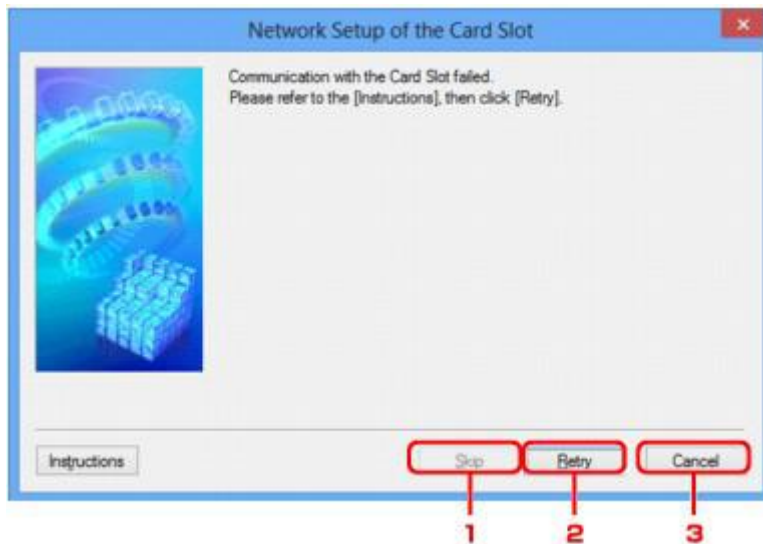 Network Setup of the Card Slot
Communication with the Card Slot failed.
Please refer to the [Instructions], then click [Retry].
Instructions
Skip
Retry
Cancel
1
2
3